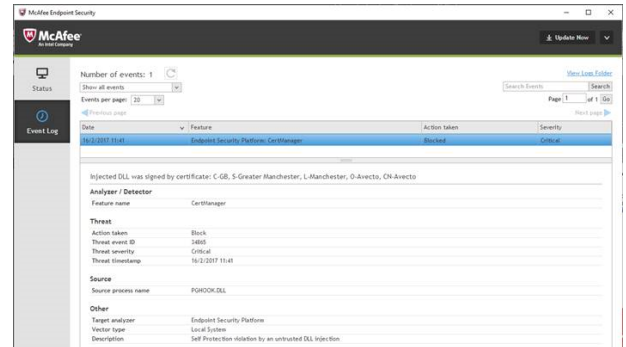 McAfee Endpoint Security
McAfee
An Intel Company
Update Now
Status
Event Log
Number of events: 1
View Logs Folder
Show all events
Search Events
Search
Events per page: 20
Page 1 of 1 Go
Previous page
Next page
Date Feature Action taken Severity
16/2/2017 11:41 Endpoint Security Platform: CertManager Blocked Critical
Injected DLL was signed by certificate: C-GB, S-Greater Manchester, L-Manchester, O-Avecto, CN-Avecto
Analyzer / Detector
Feature name CertManager
Threat
Action taken Block
Threat event ID 34865
Threat severity Critical
Threat timestamp 16/2/2017 11:41
Source
Source process name PGHOOK.DLL
Other
Target analyzer Endpoint Security Platform
Vector type Local System
Description Self Protection violation by an untrusted DLL injection